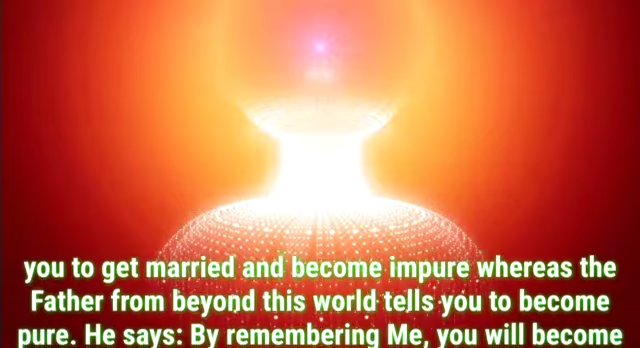 you to get married and become impure whereas the
Father from beyond this world tells you to become
pure. He says: By remembering Me, you will become